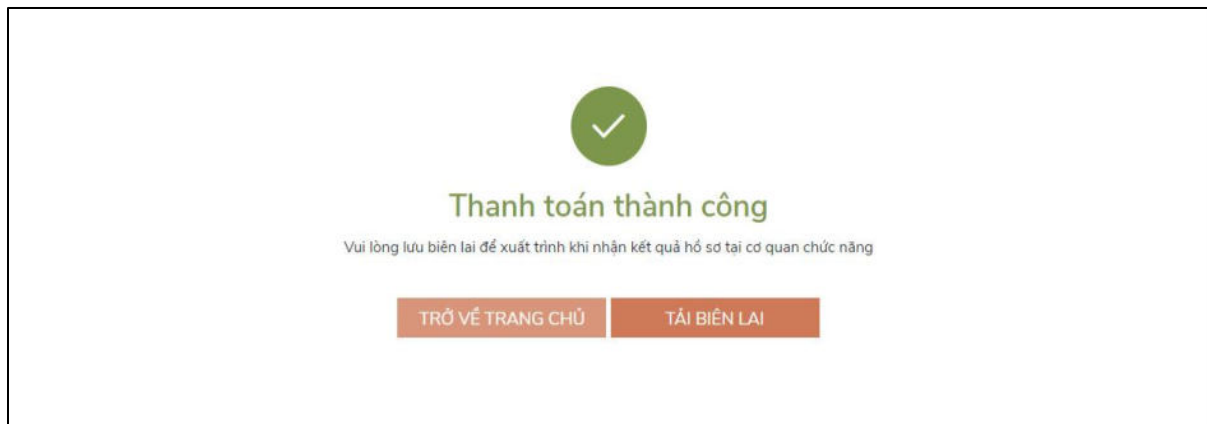 Thanh toán thành công
Vui lòng lưu biên lai để xuất trình khi nhận kết quả hồ sơ tại cơ quan chức năng
TRỞ VỀ TRANG CHỦ
TẢI BIÊN LAI